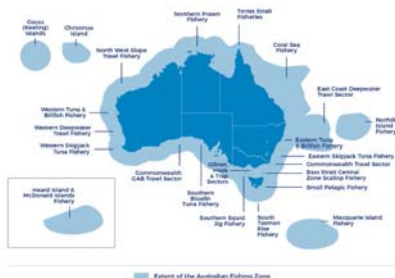 Cocos
(Keeling)
Islands
Christmas
Island
Northern Prawn
Fishery
Torres Strait
Fisheries
North West Slope
Trawl Fishery
Coral Sea
Fishery
East Coast Deepwater
Trawl Sector
Norfolk
Island
Fishery
Western Tuna &
Billfish Fishery
Western Deepwater
Trawl Fishery
Western Skipjack
Tuna Fishery
Eastern Tuna
& Billfish Fishery
Eastern Skipjack Tuna Fishery
Commonwealth Trawl Sector
Bass Strait Central
Zone Scallop Fishery
Small Pelagic Fishery
Commonwealth
GAB Trawl Sector
Southern
Bluefin
Tuna Fishery
Gillnet,
Hook
& Trap
Sectors
Southern Squid
Jig Fishery
South
Tasman
Rise
Fishery
Macquarie Island
Fishery
Heard Island &
McDonald Islands
Fishery
Extent of the Australian Fishing Zone